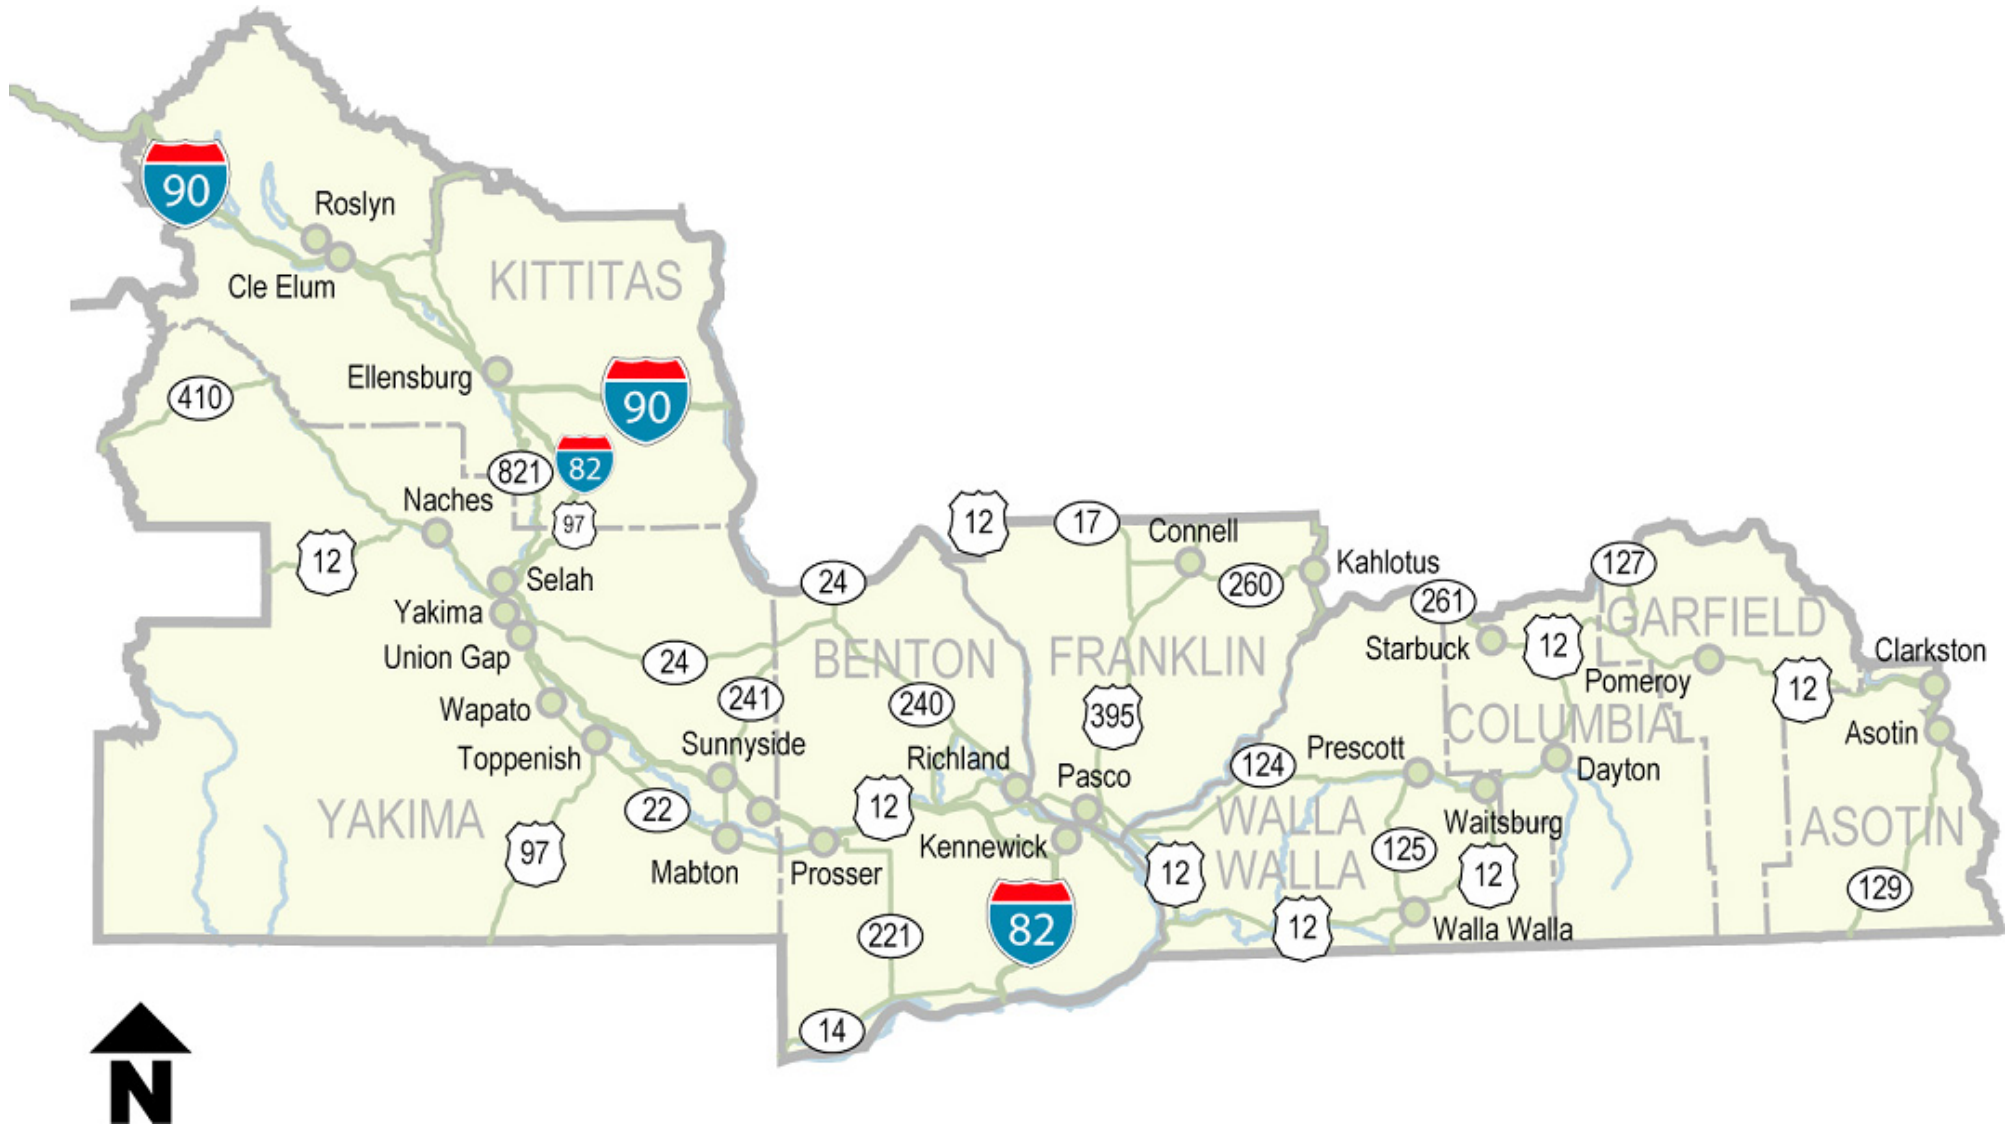 90
Roslyn
Cle Elum
KITTITAS
Ellensburg
90
410
821
82
Naches
97
12
12
17
Connell
Kahlotus
127
Selah
24
260
261
Yakima
GARFIELD
Starbuck
12
Union Gap
24
BENTON
FRANKLIN
Clarkston
Pomeroy
12
241
240
395
Wapato
COLUMBIA
Asotin
Toppenish
Sunnyside
Richland
Pasco
124
Prescott
Dayton
YAKIMA
22
12
WALLA
WALLA
Waitsburg
ASOTIN
97
Mabton
Prosser
Kennewick
12
125
12
129
221
82
12
Walla Walla
14
N